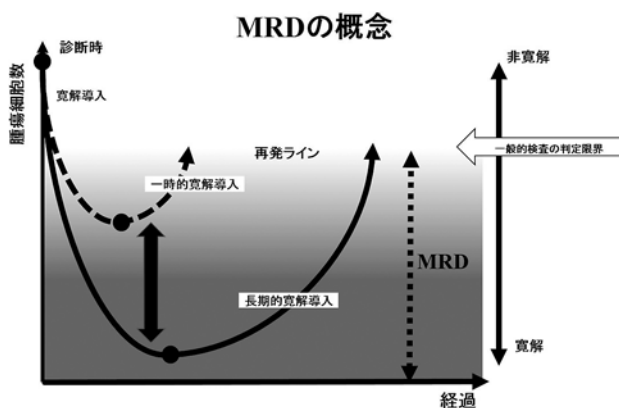 MRDの概念
診断時
腫瘍細胞数
寛解導入
非寛解
再発ライン
一般的検査の判定限界
一時的寛解導入
MRD
長期的寛解導入
寛解
経過